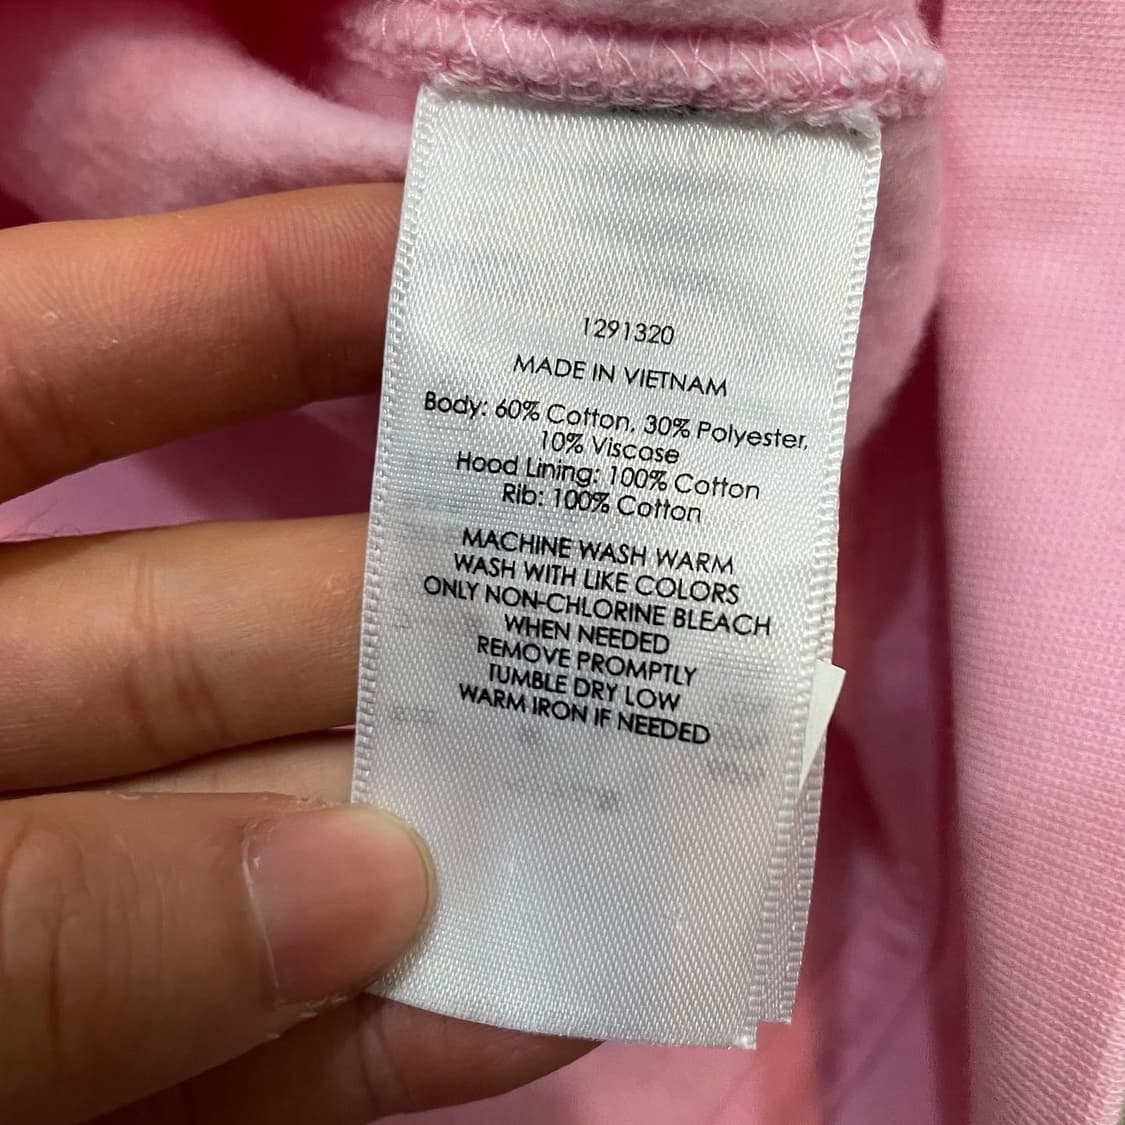 1291320
MADE IN VIETNAM
Body: 60% Cotton, 30% Polyester,
10% Viscose
Hood Lining: 100% Cotton
Rib: 100% Cotton
MACHINE WASH WARM
WASH WITH LIKE COLORS
ONLY NON-CHLORINE BLEACH
WHEN NEEDED
REMOVE PROMPTLY
TUMBLE DRY LOW
WARM IRON IF NEEDED